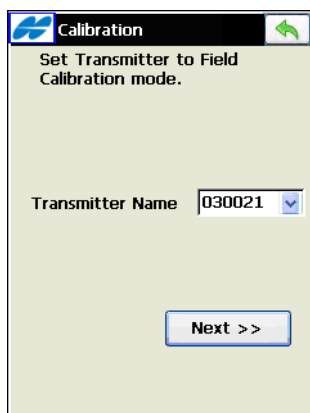 Calibration
Set Transmitter to Field
Calibration mode.
Transmitter Name 030021
Next >>